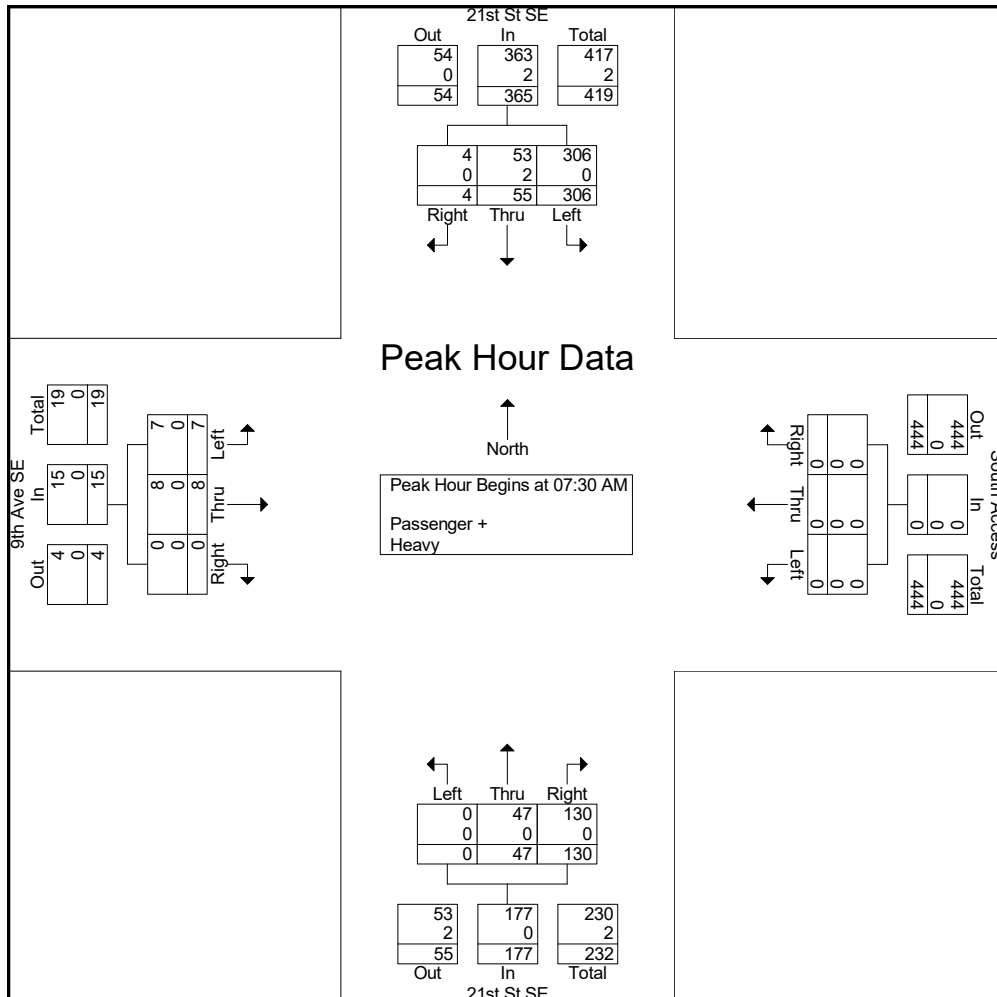 21st St SE
Out In Total
54 363 417
0 2 2
54 365 419
4 53 306
0 2 0
4 55 306
Right Thru Left
Peak Hour Data
North
Peak Hour Begins at 07:30 AM
Passenger +
Heavy
9th Ave SE
Total
19 0 19
In
15 0 15
Out
4 0 4
Left
7 0 7
Thru
8 0 8
Right
0 0 0
Right
0 0 0
Thru
0 0 0
Left
0 0 0
South Access
Out
444 0 444
In
0 0 0
Total
444 0 444
Left Thru Right
0 47 130
0 0 0
0 47 130
53 177 230
2 0 2
55 177 232
Out In Total
21st St SE